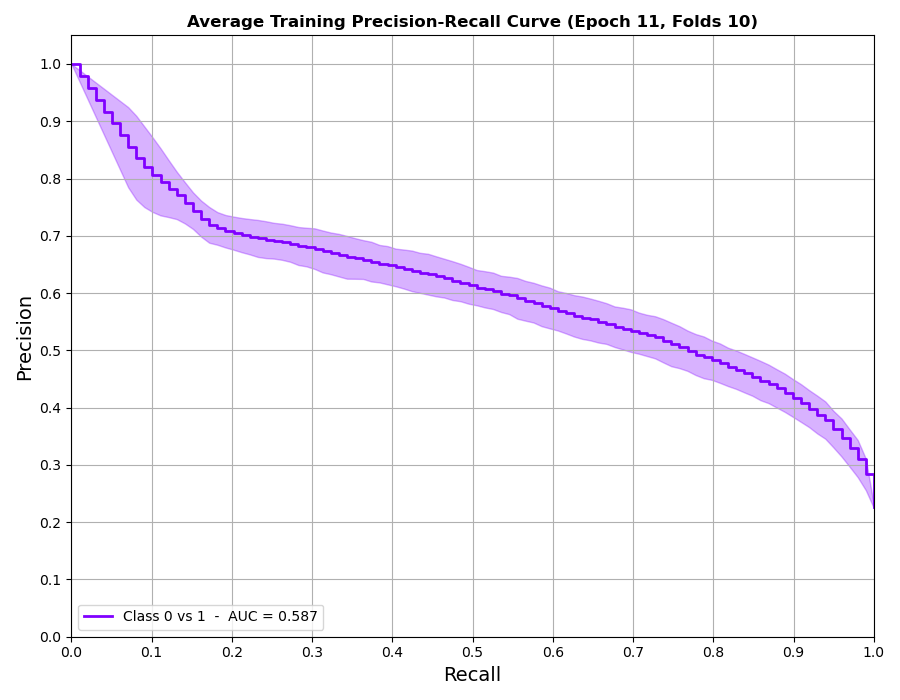 Average Training Precision-Recall Curve (Epoch 11, Folds 10)
Precision
1.0
0.9
0.8
0.7
0.6
0.5
0.4
0.3
0.2
0.1
0.0
Class 0 vs 1 - AUC = 0.587
0.0 0.1 0.2 0.3 0.4 0.5 0.6 0.7 0.8 0.9 1.0
Recall